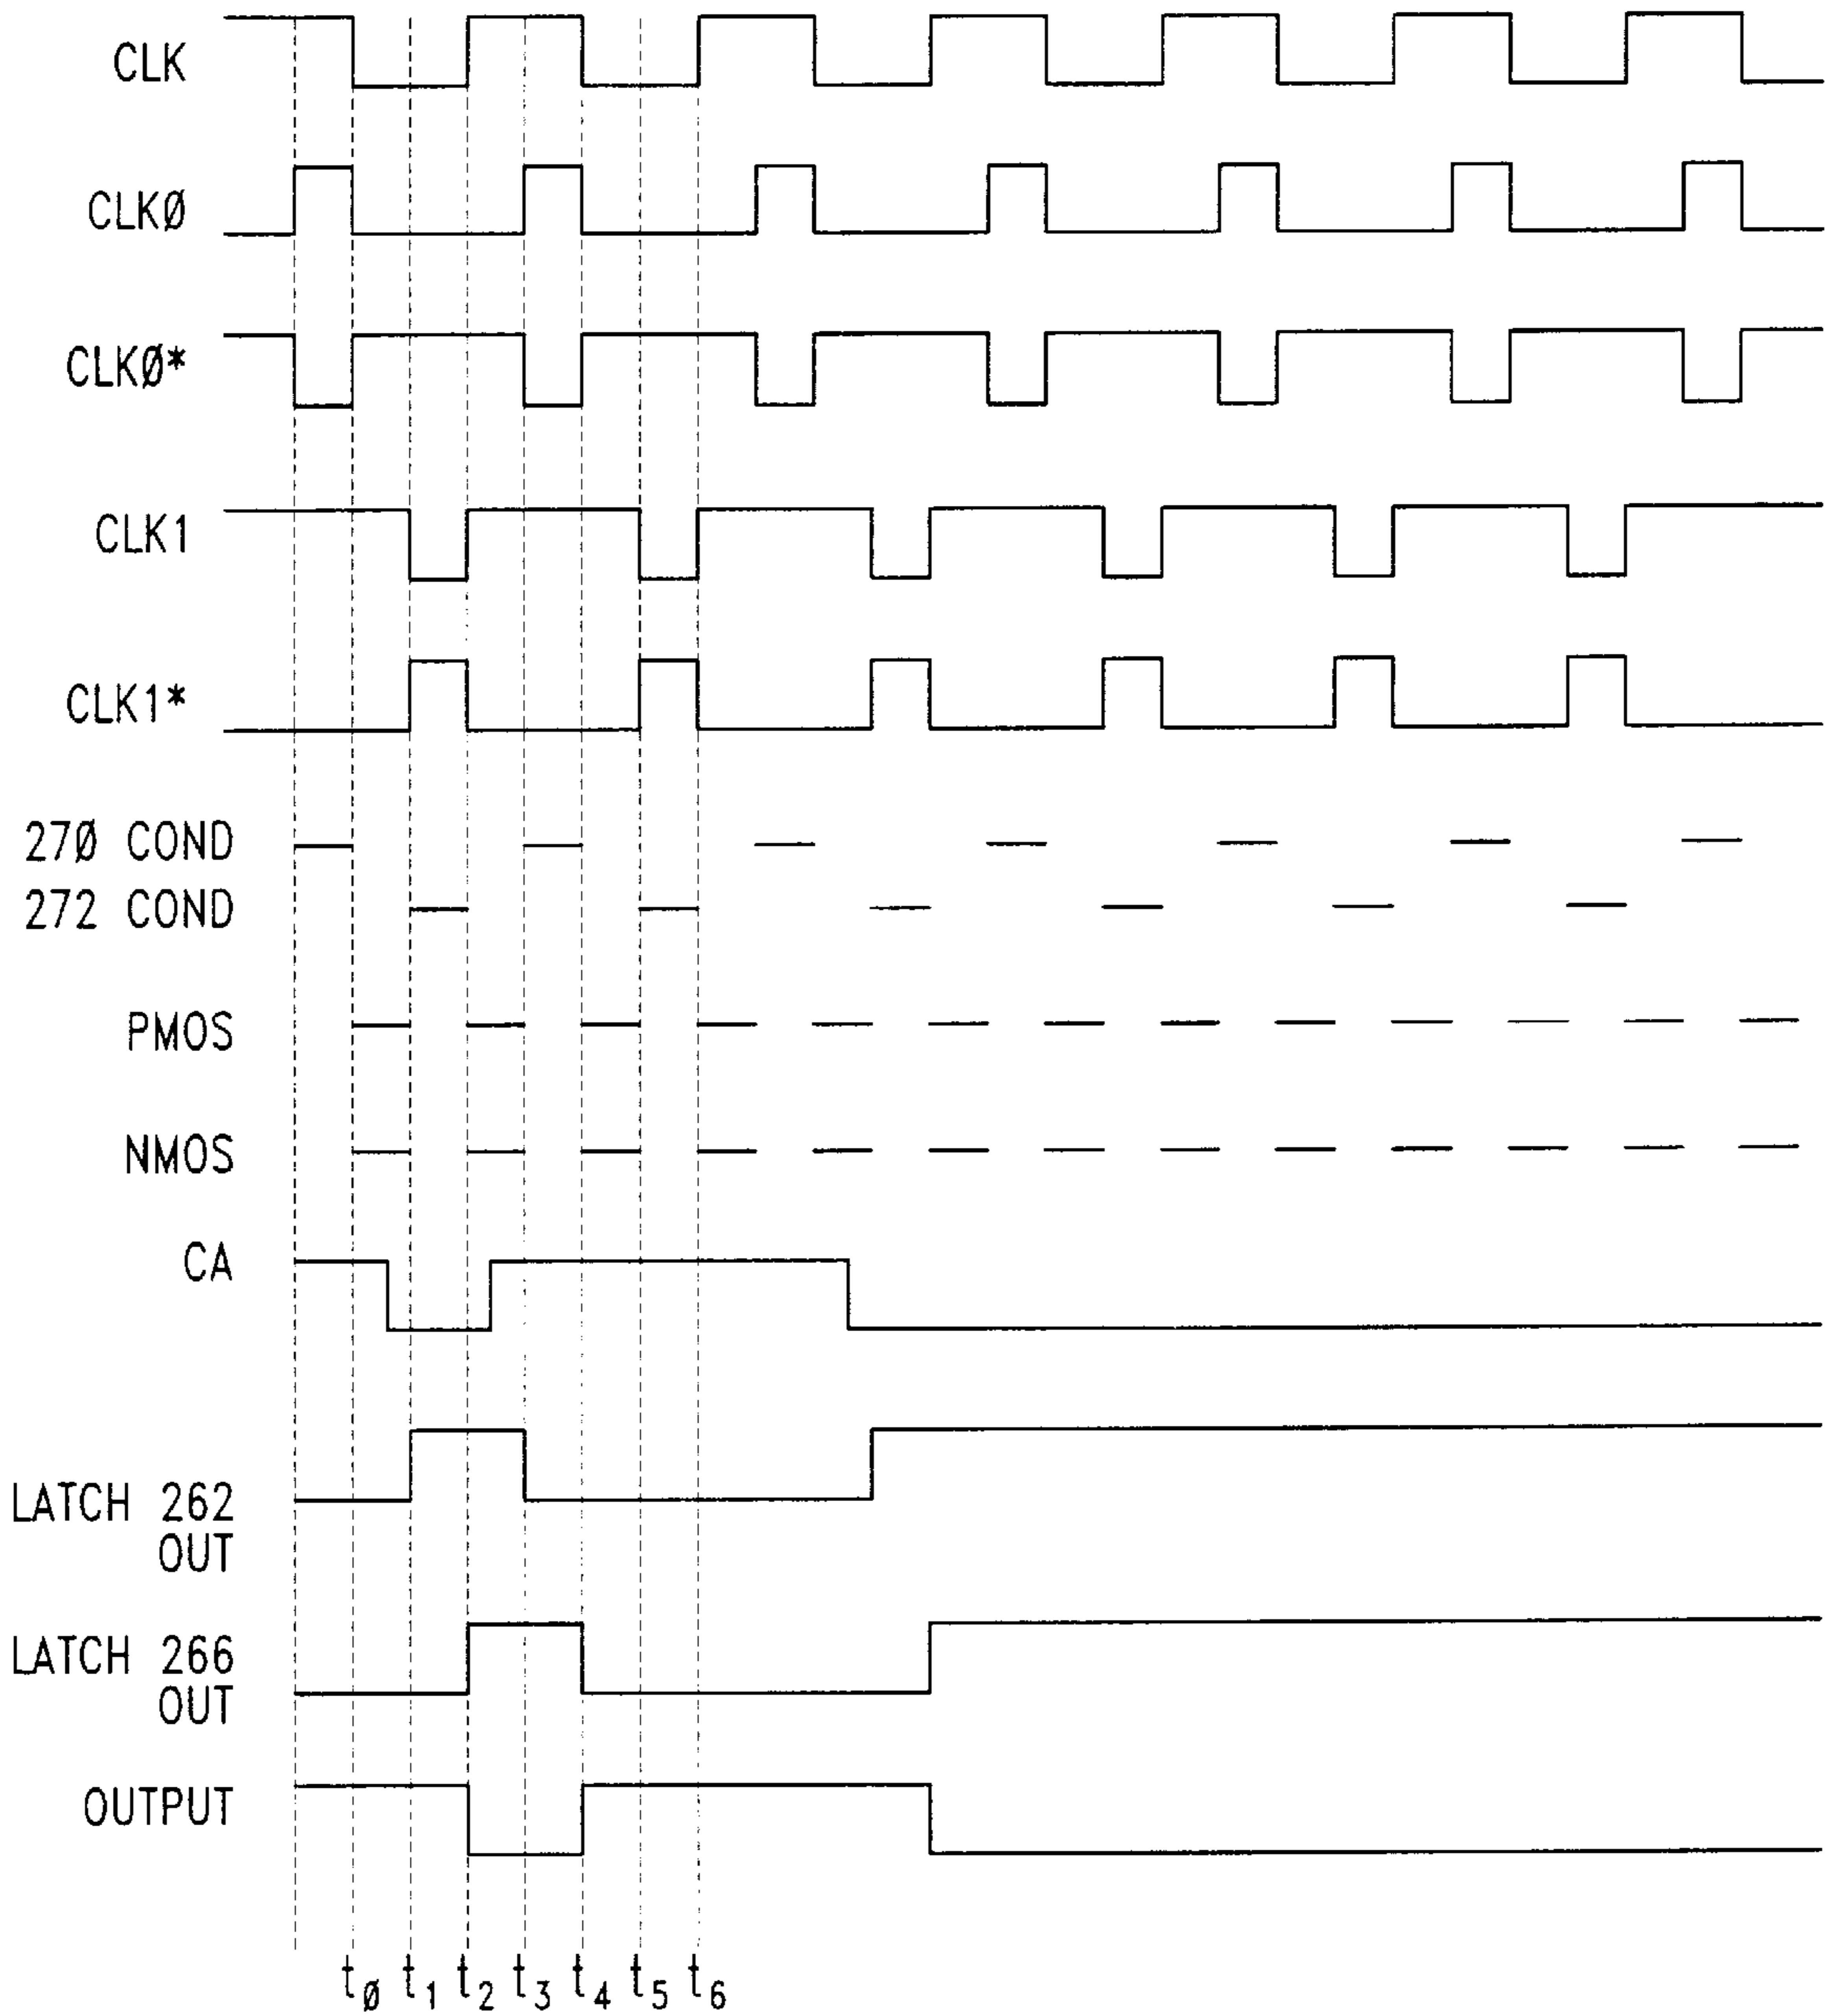 CLK
CLKØ
CLKØ*
CLK1
CLK1*
27Ø COND
272 COND
PMOS
NMOS
CA
LATCH 262
OUT
LATCH 266
OUT
OUTPUT
tø t1 t2 t3 t4 t5 t6